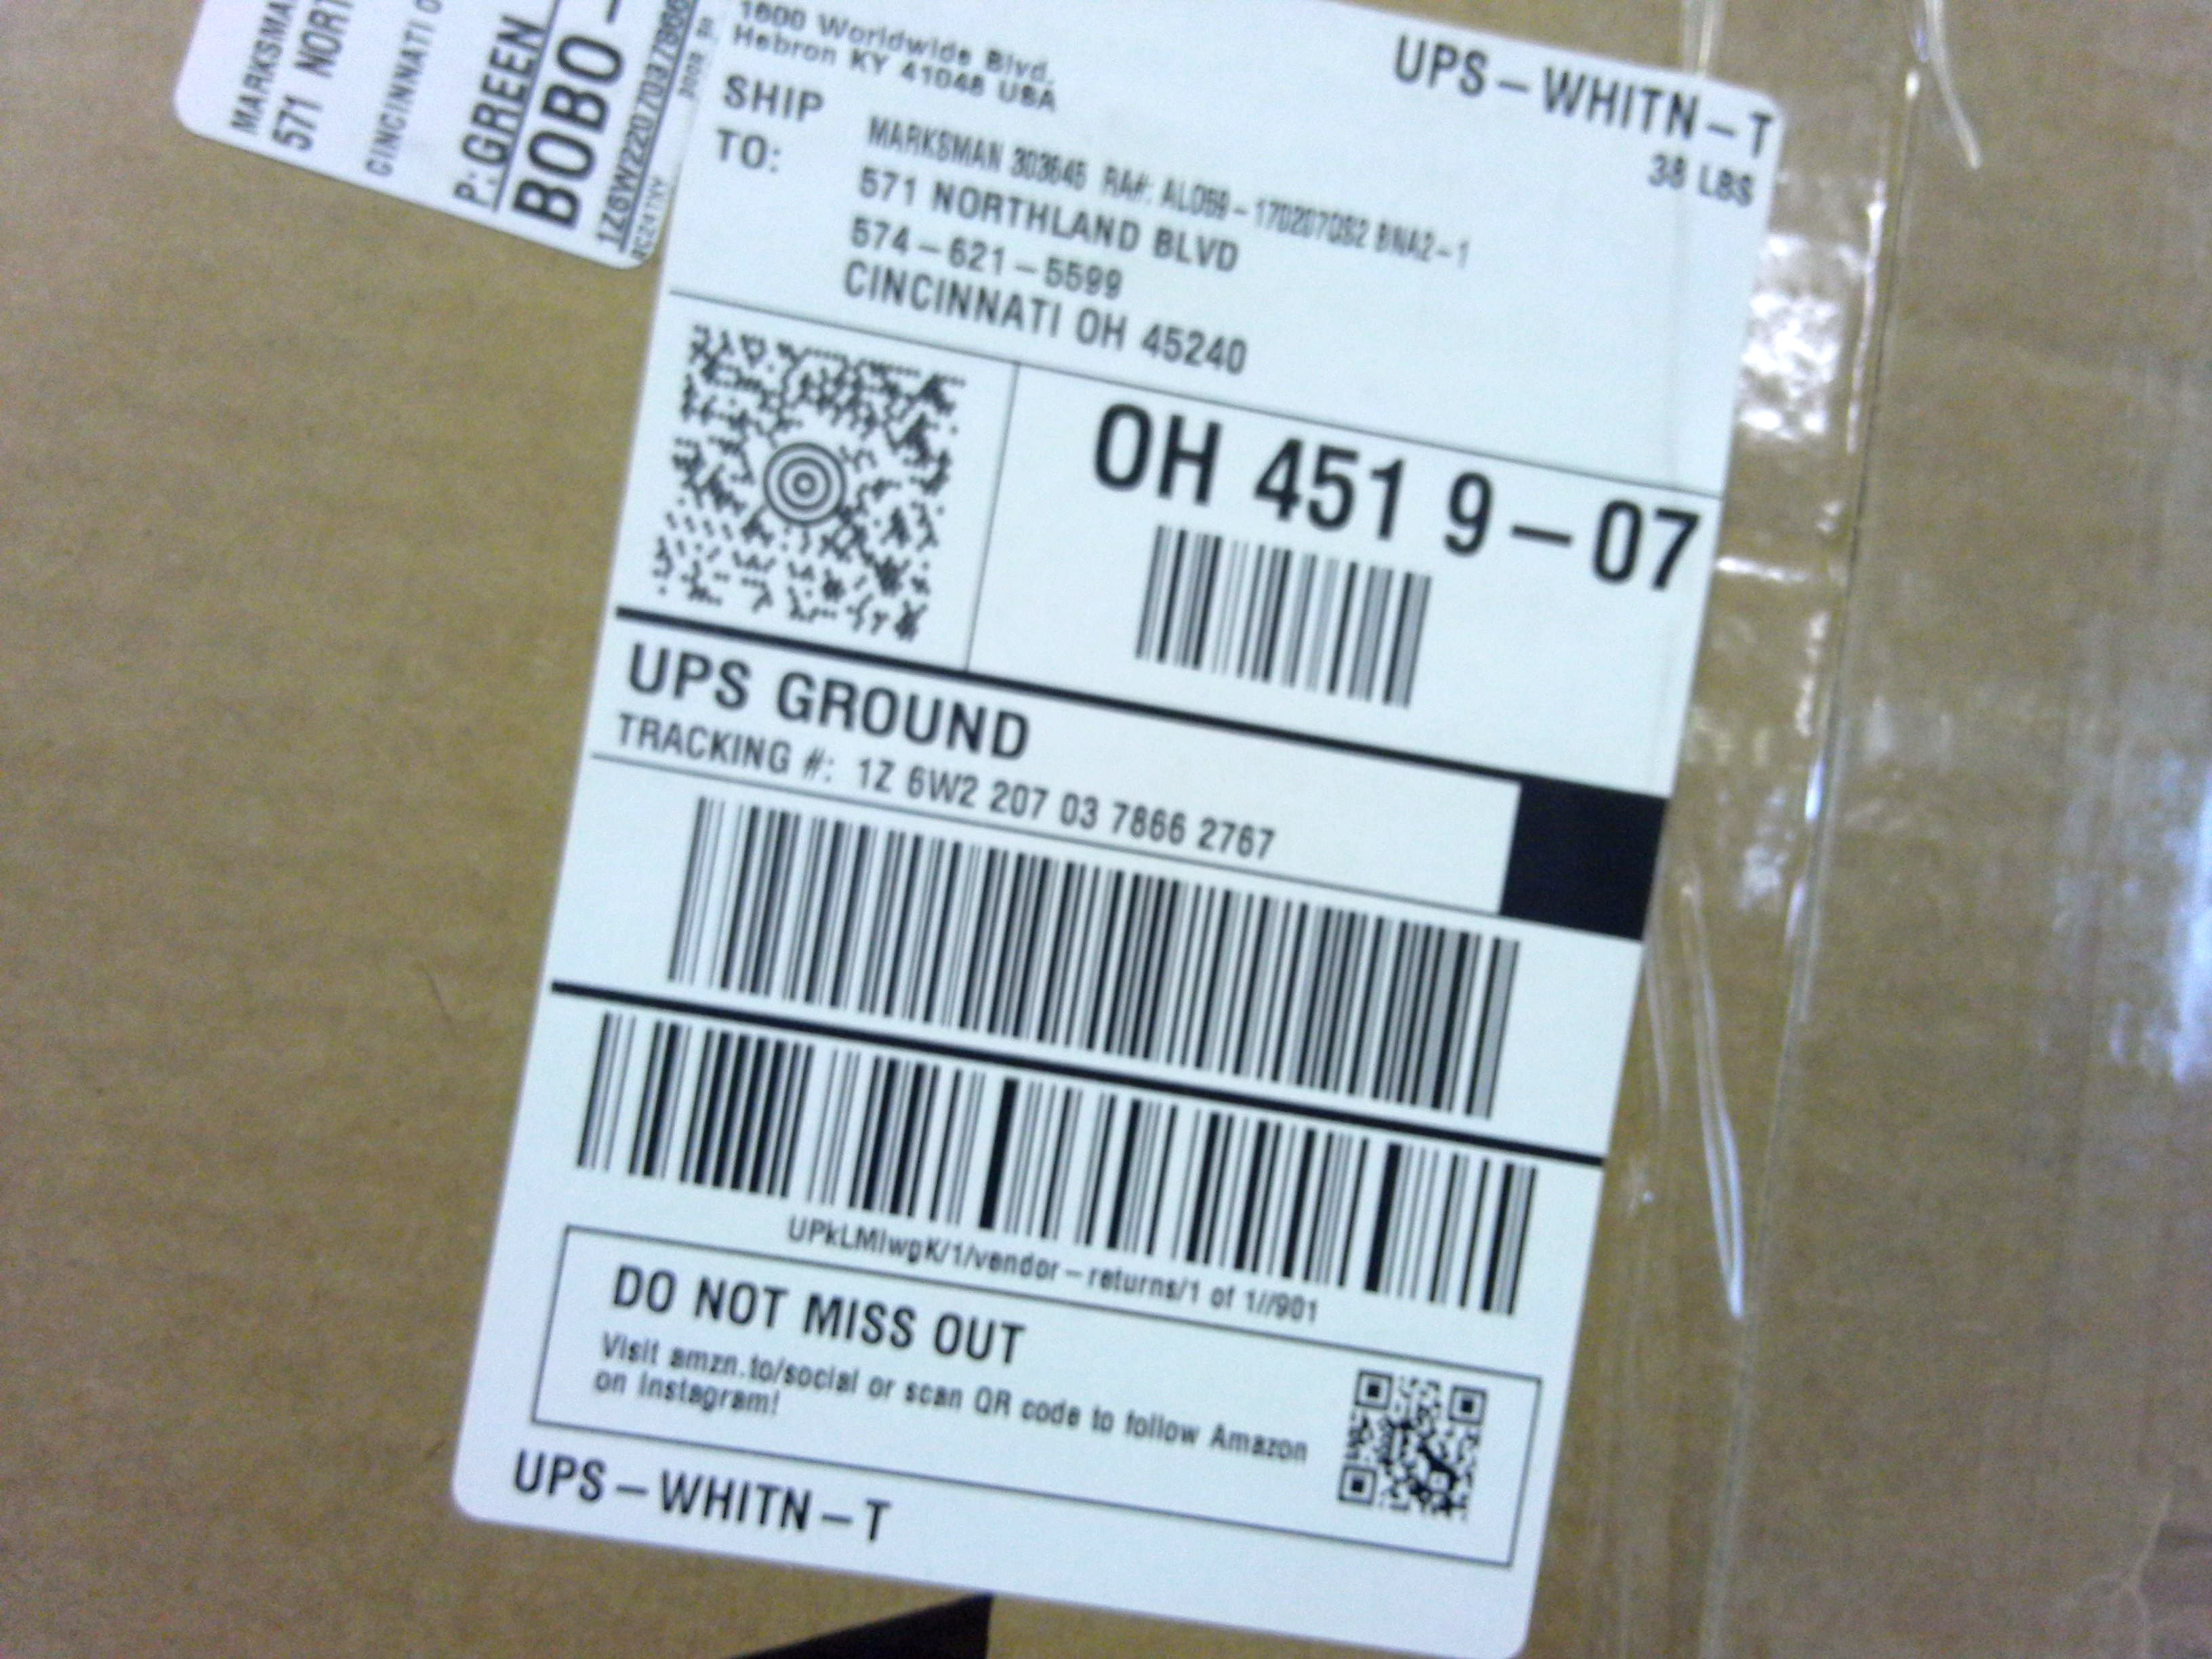 MARKSMA
571 NORT
CINCINNATI O
P: GREEN
BOBO -
1Z6W2207037866
1600 Worldwide Blvd.
Hebron KY 41048 USA
UPS-WHITN-T
38 LBS
SHIP
TO:
MARKSMAN 303645 RA#: BNA2-1
571 NORTHLAND BLVD
574-621-5599
CINCINNATI OH 45240
OH 451 9-07
UPS GROUND
TRACKING #: 1Z 6W2 207 03 7866 2767
UPkLMlwgK/1/vendor-returns/1 of 1//901
DO NOT MISS OUT
Visit amzn.to/social or scan QR code to follow Amazon
on Instagram!
UPS-WHITN-T